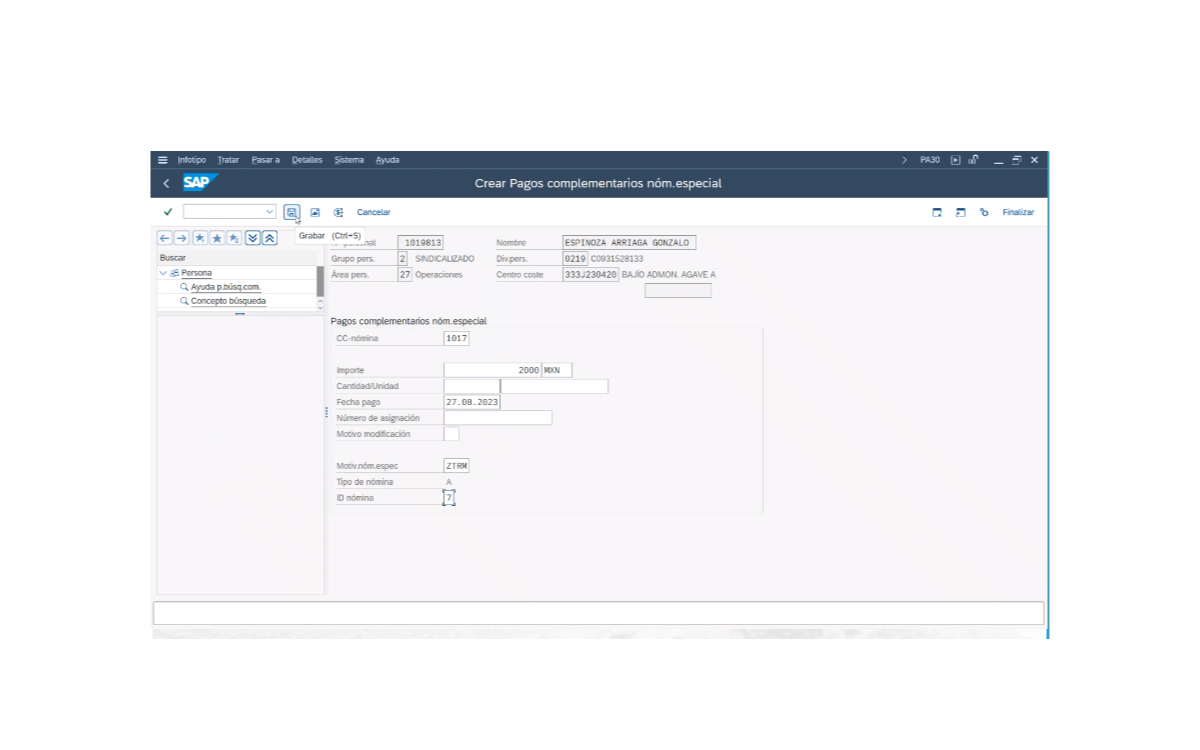 Infotipo Tratar Pasar a Detalles Sistema Ayuda PA30
SAP Crear Pagos complementarios nóm.especial
Cancelar Finalizar
Grabar (Ctrl+S)
1019813 Nombre ESPINOZA ARRIAGA GONZALO
Buscar
Grupo pers. 2 SINDICALIZADO Div.pers. 0219 C0931528133
Persona
Área pers. 27 Operaciones Centro coste 333J230420 BAJÍO ADMON. AGAVE A
Ayuda p.búsq.com.
Concepto búsqueda
Pagos complementarios nóm.especial
CC-nómina 1017
Importe 2000 MXN
Cantidad/Unidad
Fecha pago 27.08.2023
Número de asignación
Motivo modificación
Motiv.nóm.espec ZTRM
Tipo de nómina A
ID nómina 7